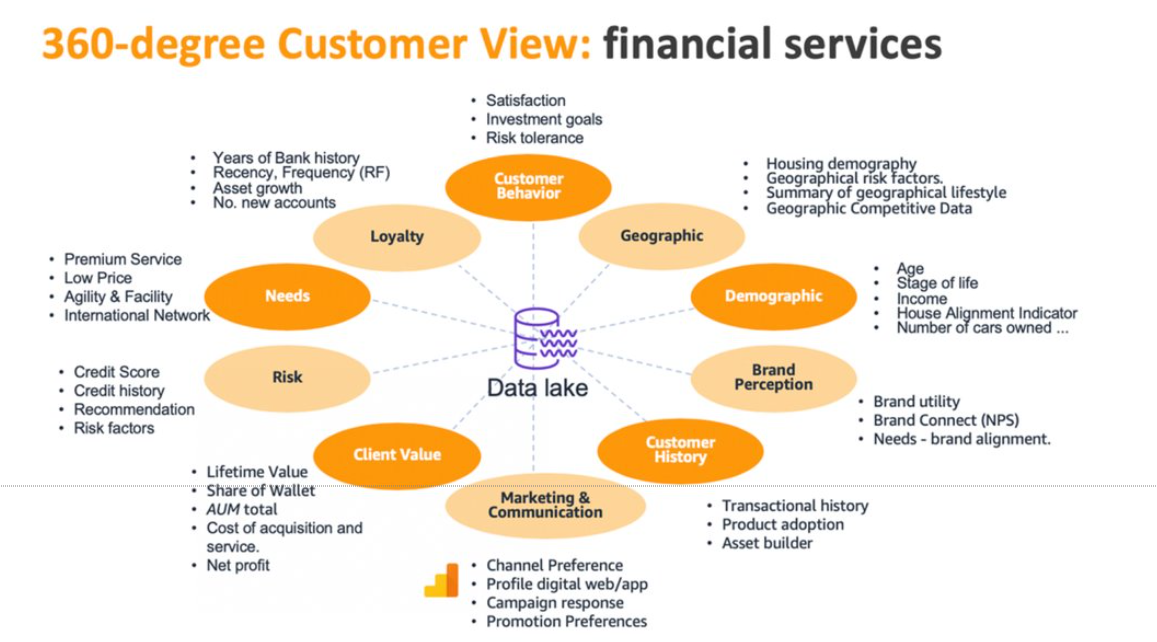 360-degree Customer View: financial services
• Satisfaction
• Investment goals
• Risk tolerance
Customer
Behavior
• Years of Bank history
• Recency, Frequency (RF)
• Asset growth
• No. new accounts
Loyalty
• Housing demography
• Geographical risk factors.
• Summary of geographical lifestyle
• Geographic Competitive Data
Geographic
• Premium Service
• Low Price
• Agility & Facility
• International Network
Needs
Demographic
• Age
• Stage of life
• Income
• House Alignment Indicator
• Number of cars owned ...
• Credit Score
• Credit history
• Recommendation
• Risk factors
Risk
Data lake
Brand
Perception
• Brand utility
• Brand Connect (NPS)
• Needs - brand alignment.
Client Value
• Lifetime Value
• Share of Wallet
• AUM total
• Cost of acquisition and
service.
• Net profit
Customer
History
• Transactional history
• Product adoption
• Asset builder
Marketing &
Communication
• Channel Preference
• Profile digital web/app
• Campaign response
• Promotion Preferences